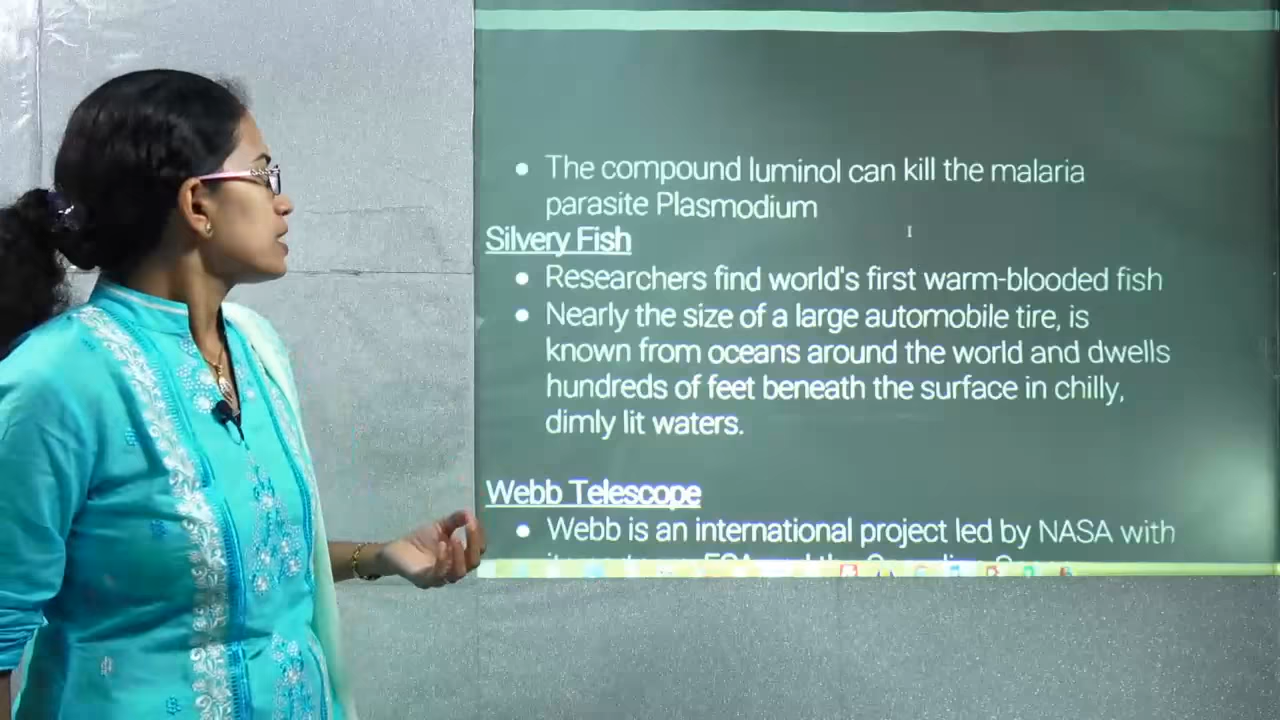 • The compound luminol can kill the malaria
parasite Plasmodium
Silvery Fish
• Researchers find world's first warm-blooded fish
• Nearly the size of a large automobile tire, is
known from oceans around the world and dwells
hundreds of feet beneath the surface in chilly,
dimly lit waters.
Webb Telescope
• Webb is an international project led by NASA with